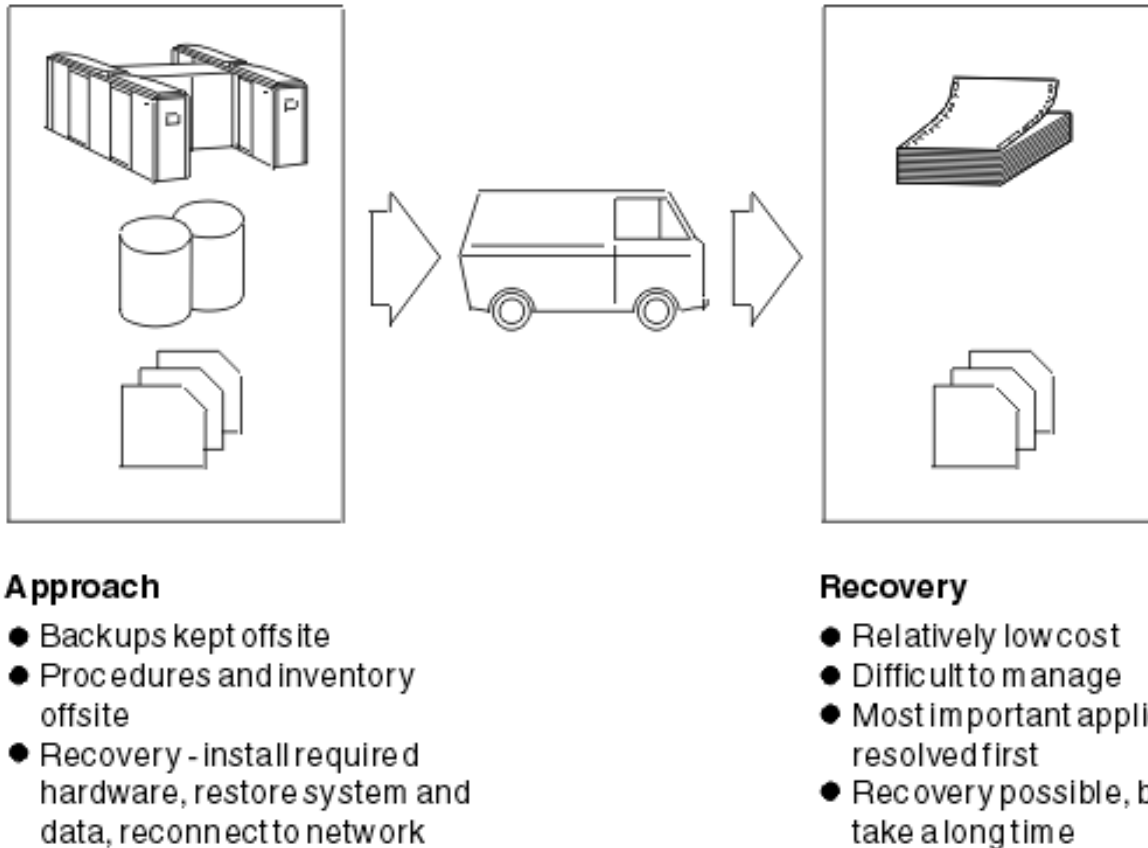 Approach
● Backups kept offsite
● Procedures and inventory
offsite
● Recovery - install required
hardware, restore system and
data, reconnect to network
Recovery
● Relatively low cost
● Difficult to manage
● Most important appli
resolved first
● Recovery possible, b
take a long time